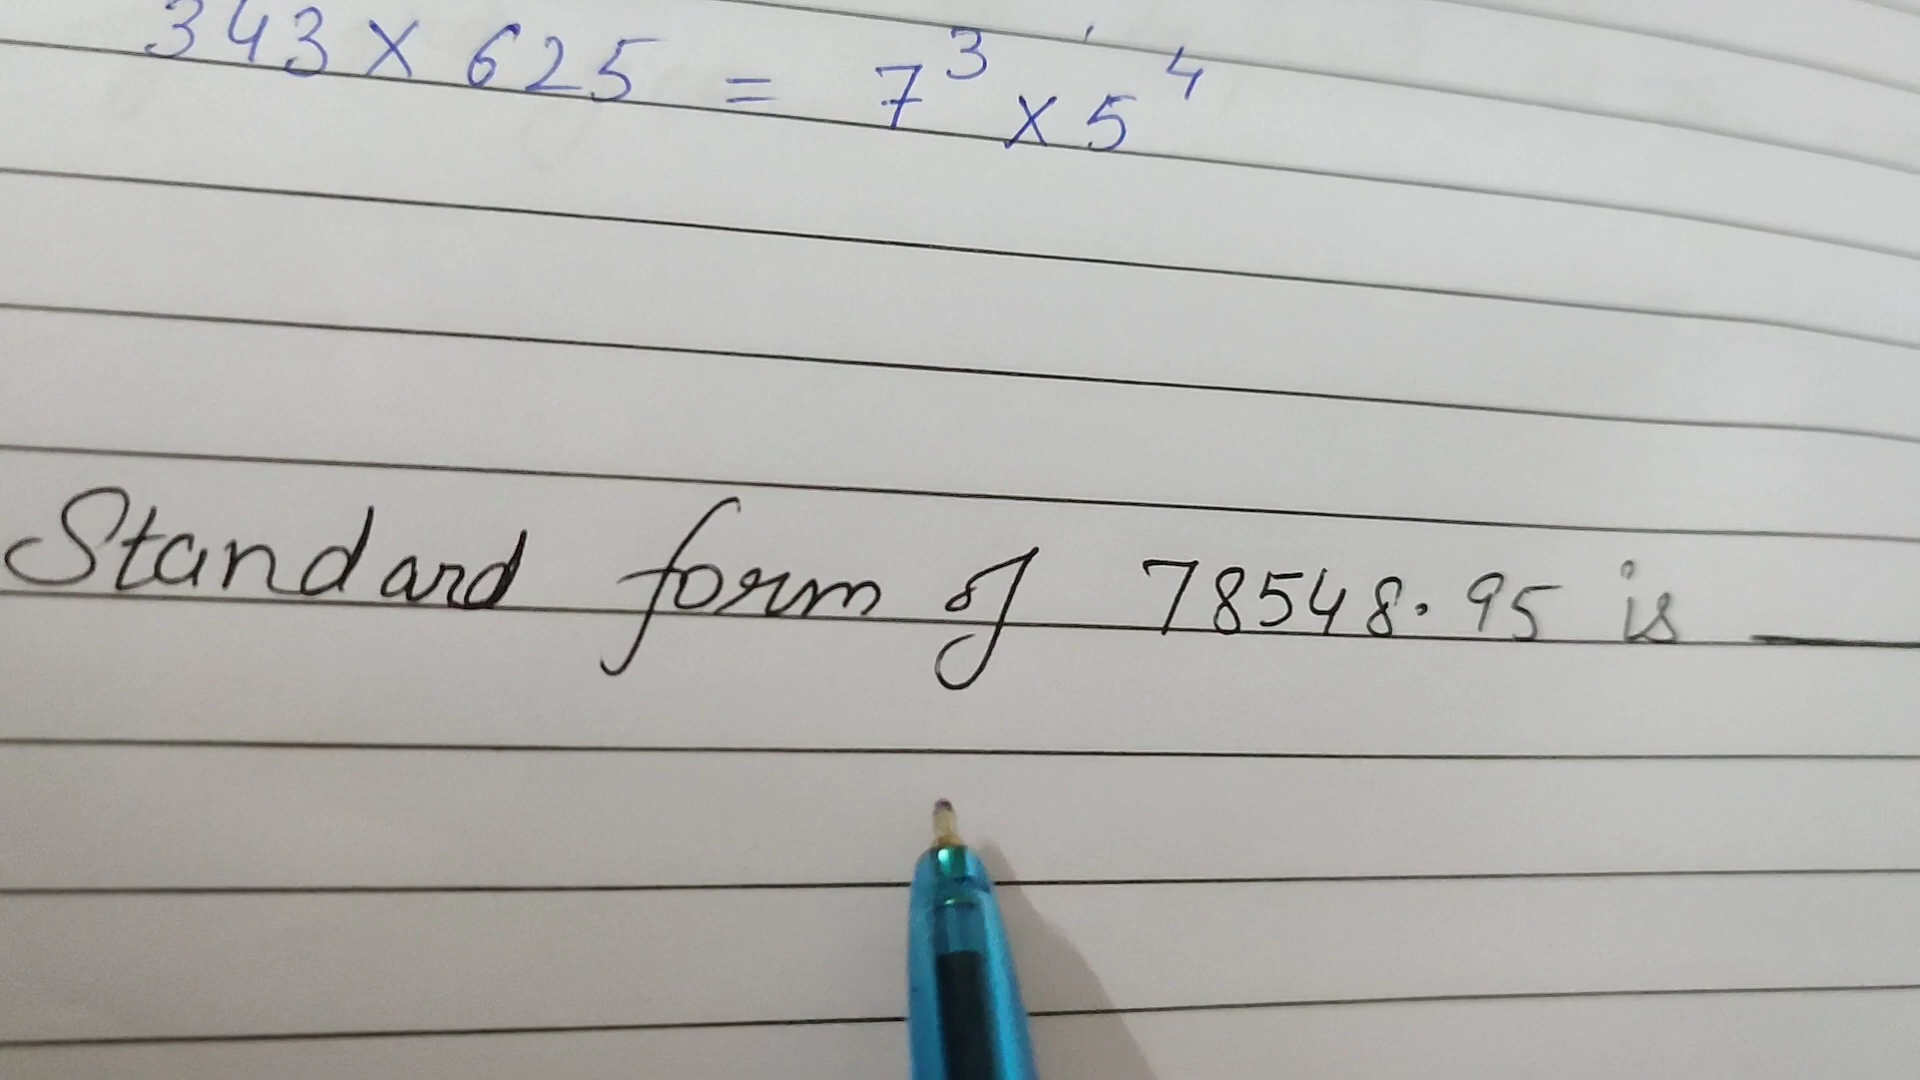 343 × 625 = 7³ × 5⁴
Standard form of 78548.95 is ___